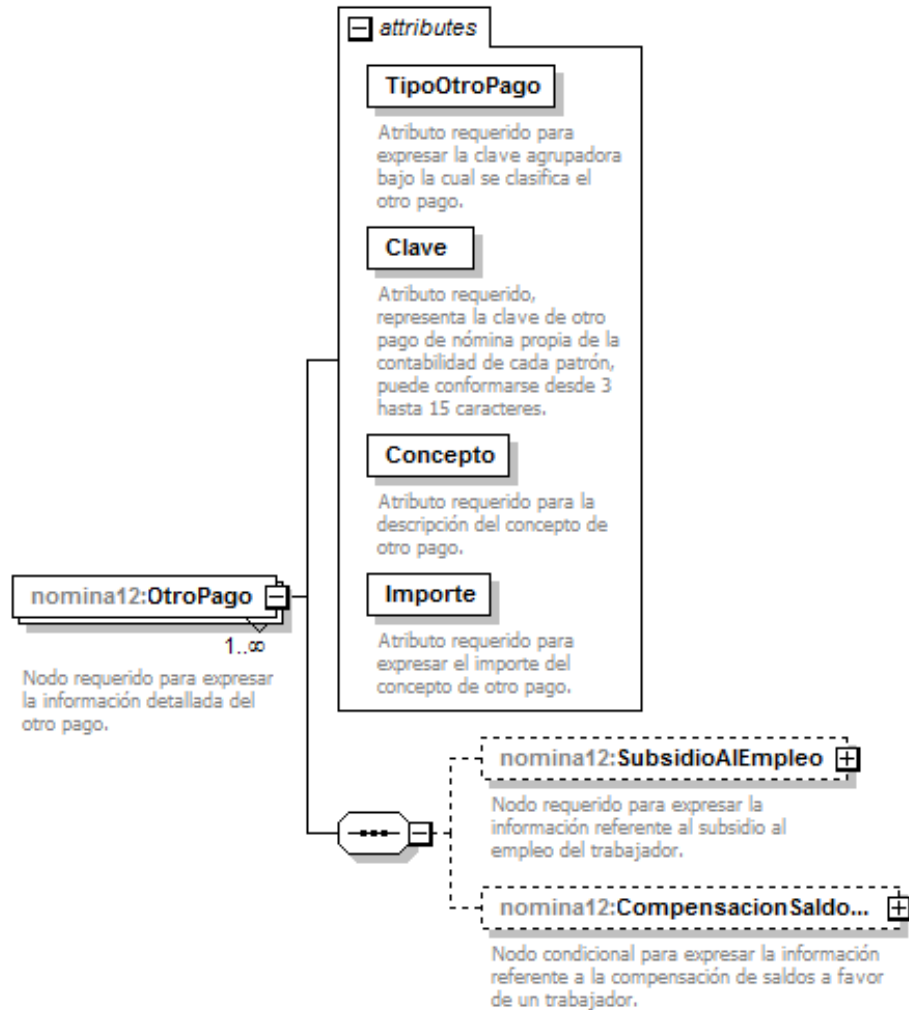 attributes
TipoOtroPago
Atributo requerido para
expresar la clave agrupadora
bajo la cual se clasifica el
otro pago.
Clave
Atributo requerido,
representa la clave de otro
pago de nómina propia de la
contabilidad de cada patrón,
puede conformarse desde 3
hasta 15 caracteres.
Concepto
Atributo requerido para la
descripción del concepto de
otro pago.
Importe
Atributo requerido para
expresar el importe del
concepto de otro pago.
nomina12:OtroPago
1..∞
Nodo requerido para expresar
la información detallada del
otro pago.
nomina12:SubsidioAlEmpleo
Nodo requerido para expresar la
información referente al subsidio al
empleo del trabajador.
nomina12:CompensacionSaldo...
Nodo condicional para expresar la información
referente a la compensación de saldos a favor
de un trabajador.